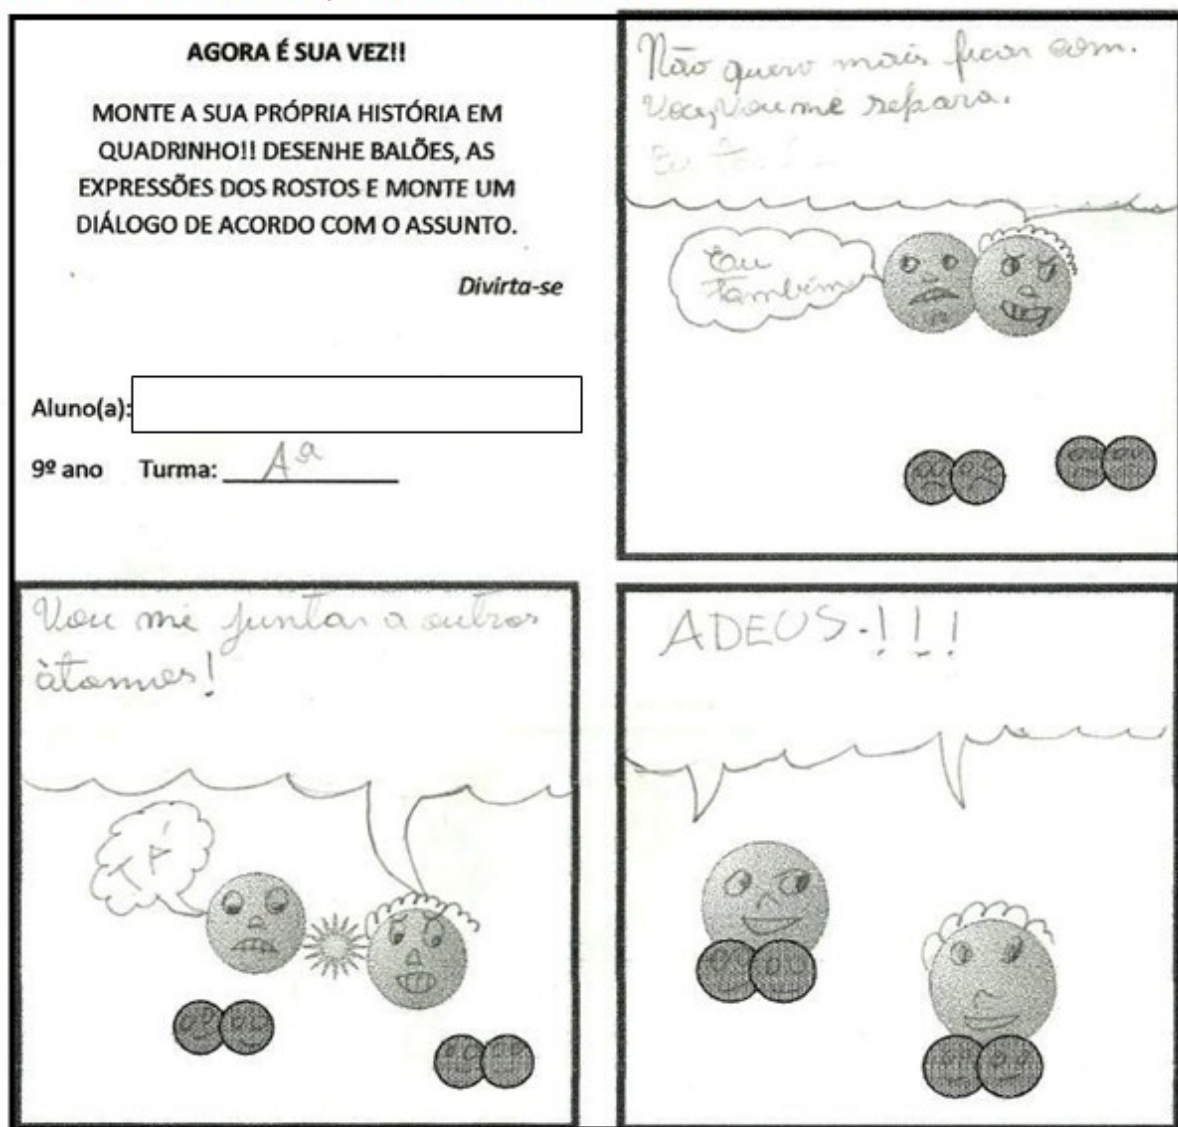 AGORA É SUA VEZ!!
MONTE A SUA PRÓPRIA HISTÓRIA EM
QUADRINHO!! DESENHE BALÕES, AS
EXPRESSÕES DOS ROSTOS E MONTE UM
DIÁLOGO DE ACORDO COM O ASSUNTO.
Divirta-se
Aluno(a):
9º ano Turma: Aª
Não quero mais ficar com.
Voce, Vou me separa.
Eu
Também
Vou me juntar a outros
àtomos!
TÁ
ADEUS.!!!